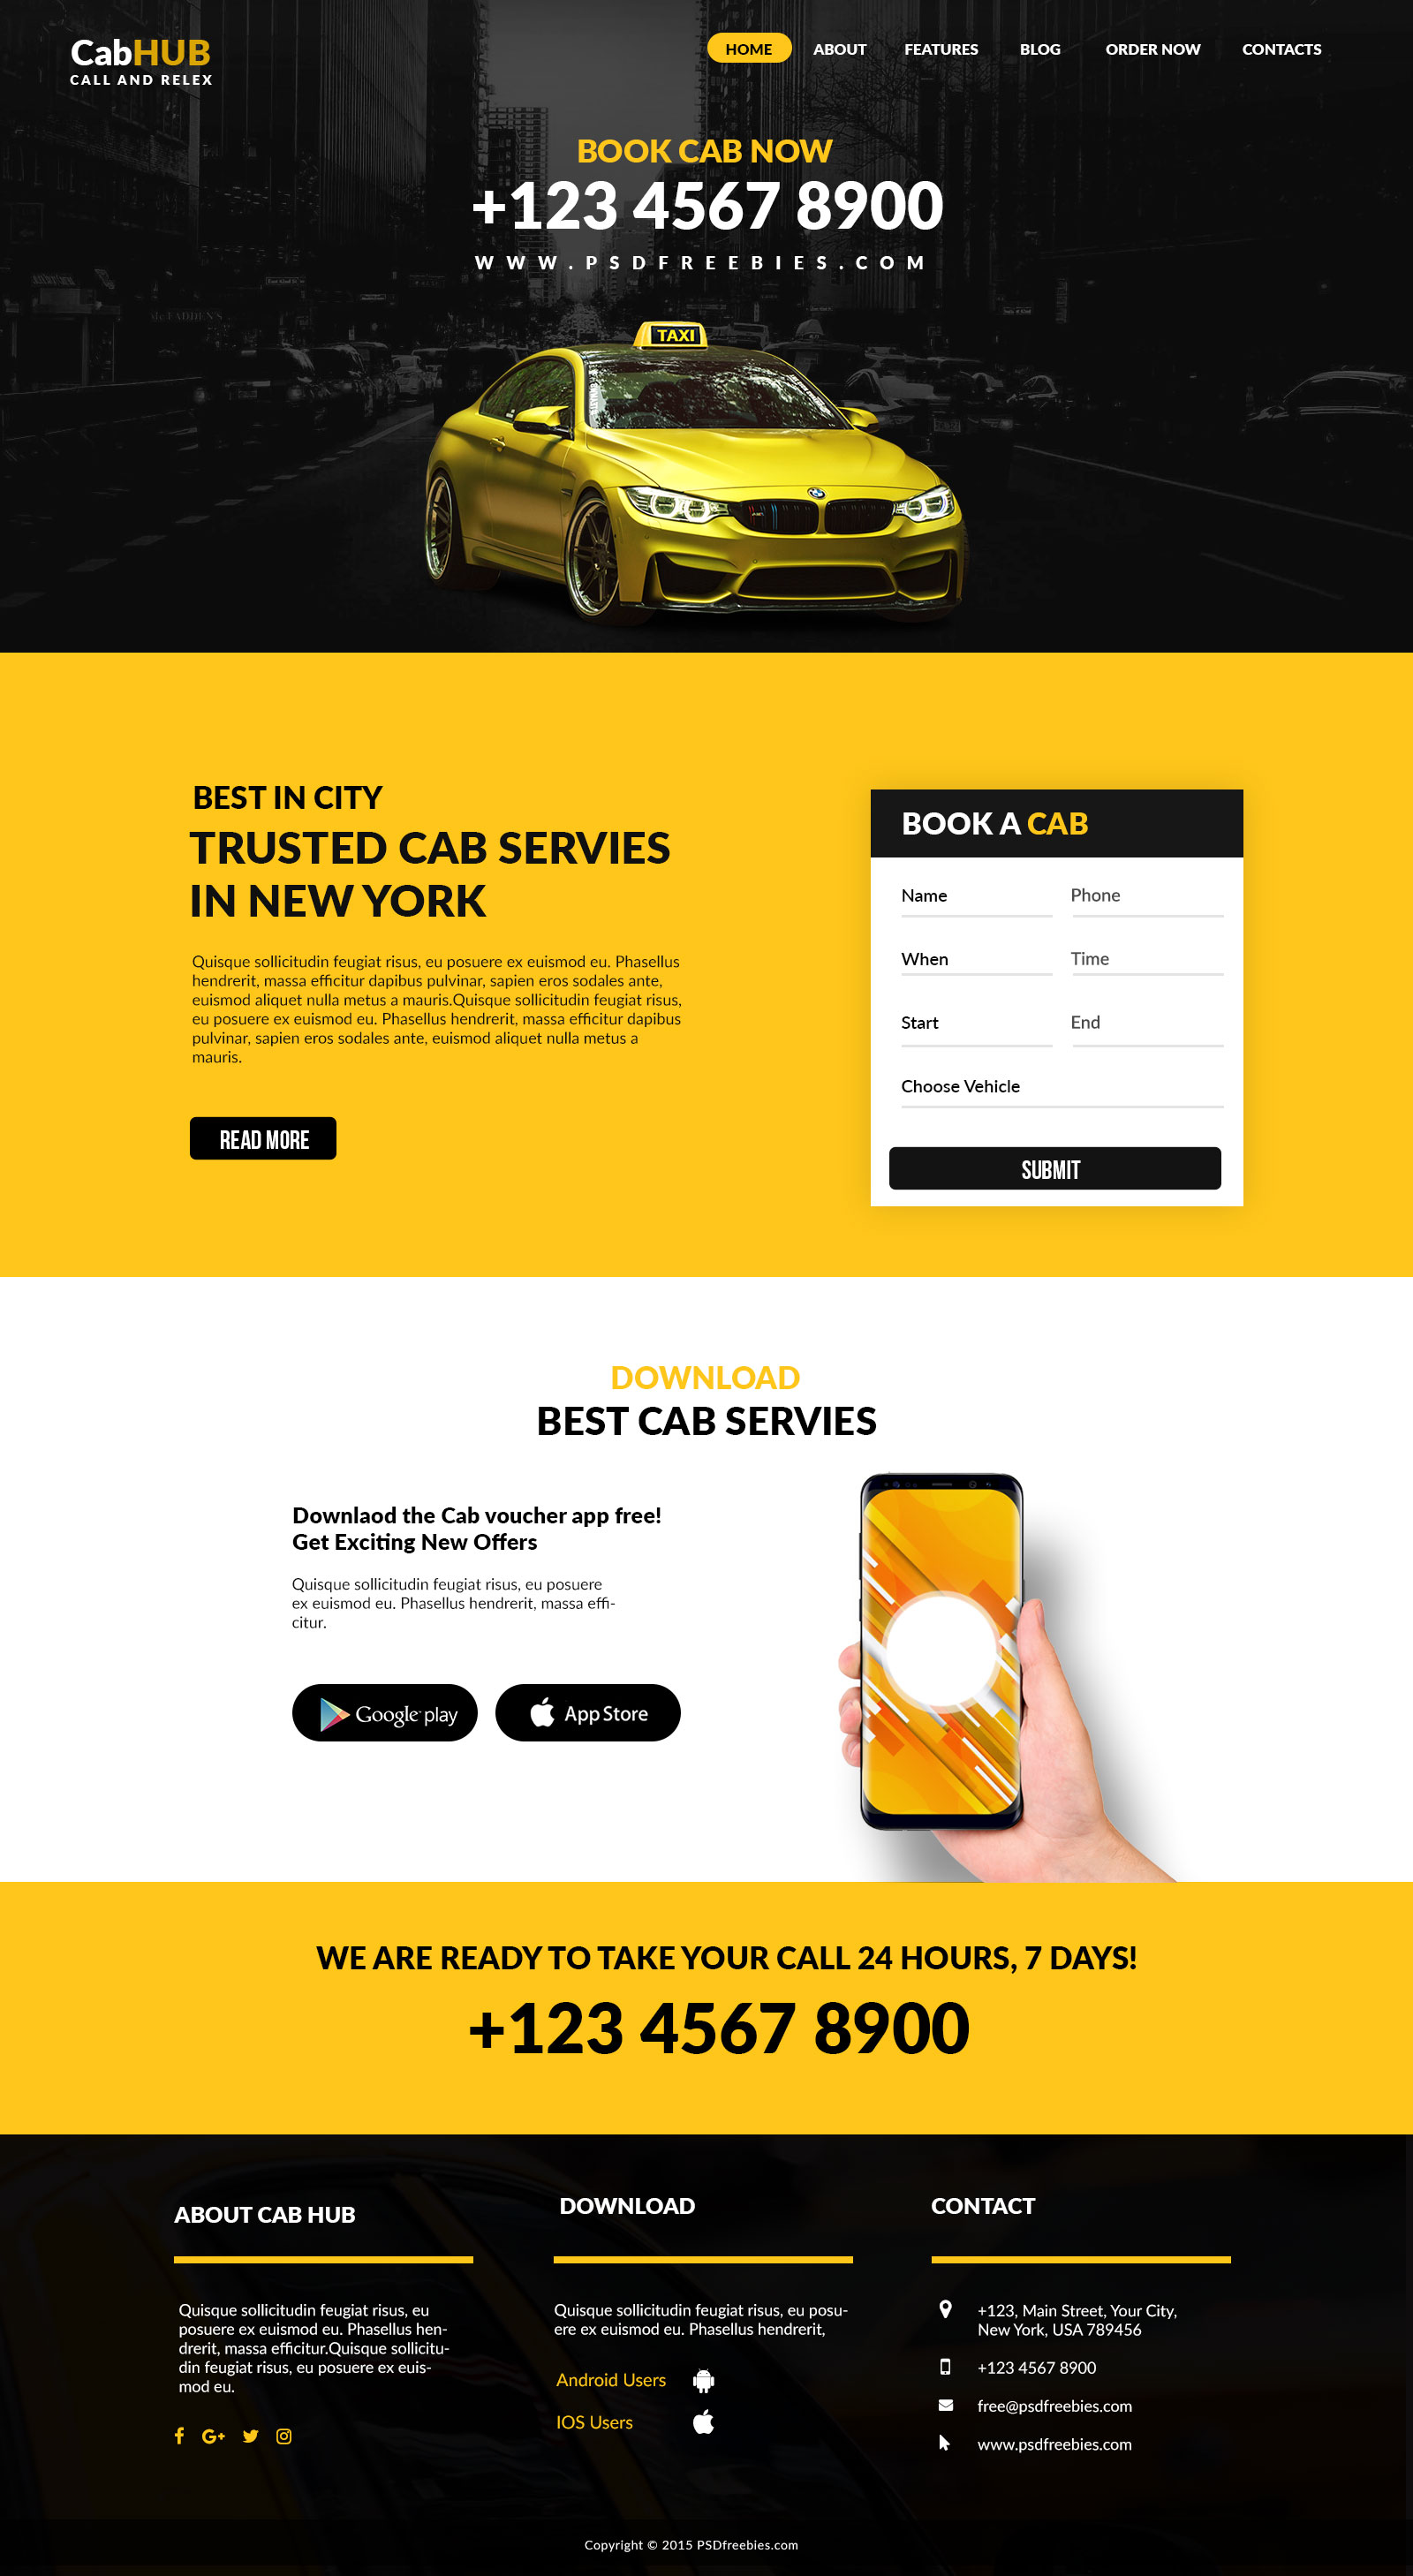 CabHUB
CALL AND RELEX
HOME ABOUT FEATURES BLOG ORDER NOW CONTACTS
BOOK CAB NOW
+123 4567 8900
WWW.PSDFREEBIES.COM
TAXI
BEST IN CITY
TRUSTED CAB SERVIES
IN NEW YORK
Quisque sollicitudin feugiat risus, eu posuere ex euismod eu. Phasellus
hendrerit, massa efficitur dapibus pulvinar, sapien eros sodales ante,
euismod aliquet nulla metus a mauris.Quisque sollicitudin feugiat risus,
eu posuere ex euismod eu. Phasellus hendrerit, massa efficitur dapibus
pulvinar, sapien eros sodales ante, euismod aliquet nulla metus a
mauris.
READ MORE
BOOK A CAB
Name Phone
When Time
Start End
Choose Vehicle
SUBMIT
DOWNLOAD
BEST CAB SERVIES
Downlaod the Cab voucher app free!
Get Exciting New Offers
Quisque sollicitudin feugiat risus, eu posuere
ex euismod eu. Phasellus hendrerit, massa effi-
citur.
Google play
App Store
WE ARE READY TO TAKE YOUR CALL 24 HOURS, 7 DAYS!
+123 4567 8900
ABOUT CAB HUB
Quisque sollicitudin feugiat risus, eu
posuere ex euismod eu. Phasellus hen-
drerit, massa efficitur.Quisque sollicitu-
din feugiat risus, eu posuere ex euis-
mod eu.
DOWNLOAD
Quisque sollicitudin feugiat risus, eu posu-
ere ex euismod eu. Phasellus hendrerit,
Android Users
IOS Users
CONTACT
+123, Main Street, Your City,
New York, USA 789456
+123 4567 8900
free@psdfreebies.com
www.psdfreebies.com
Copyright © 2015 PSDfreebies.com